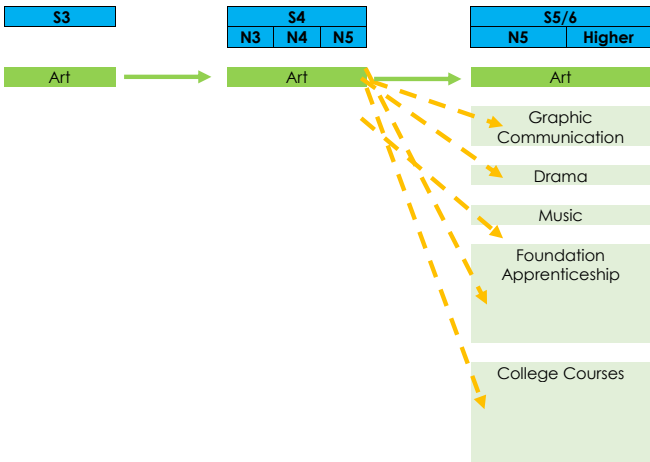 S3
S4
S5/6
N3 N4 N5
N5 Higher
Art
Art
Art
Graphic
Communication
Drama
Music
Foundation
Apprenticeship
College Courses